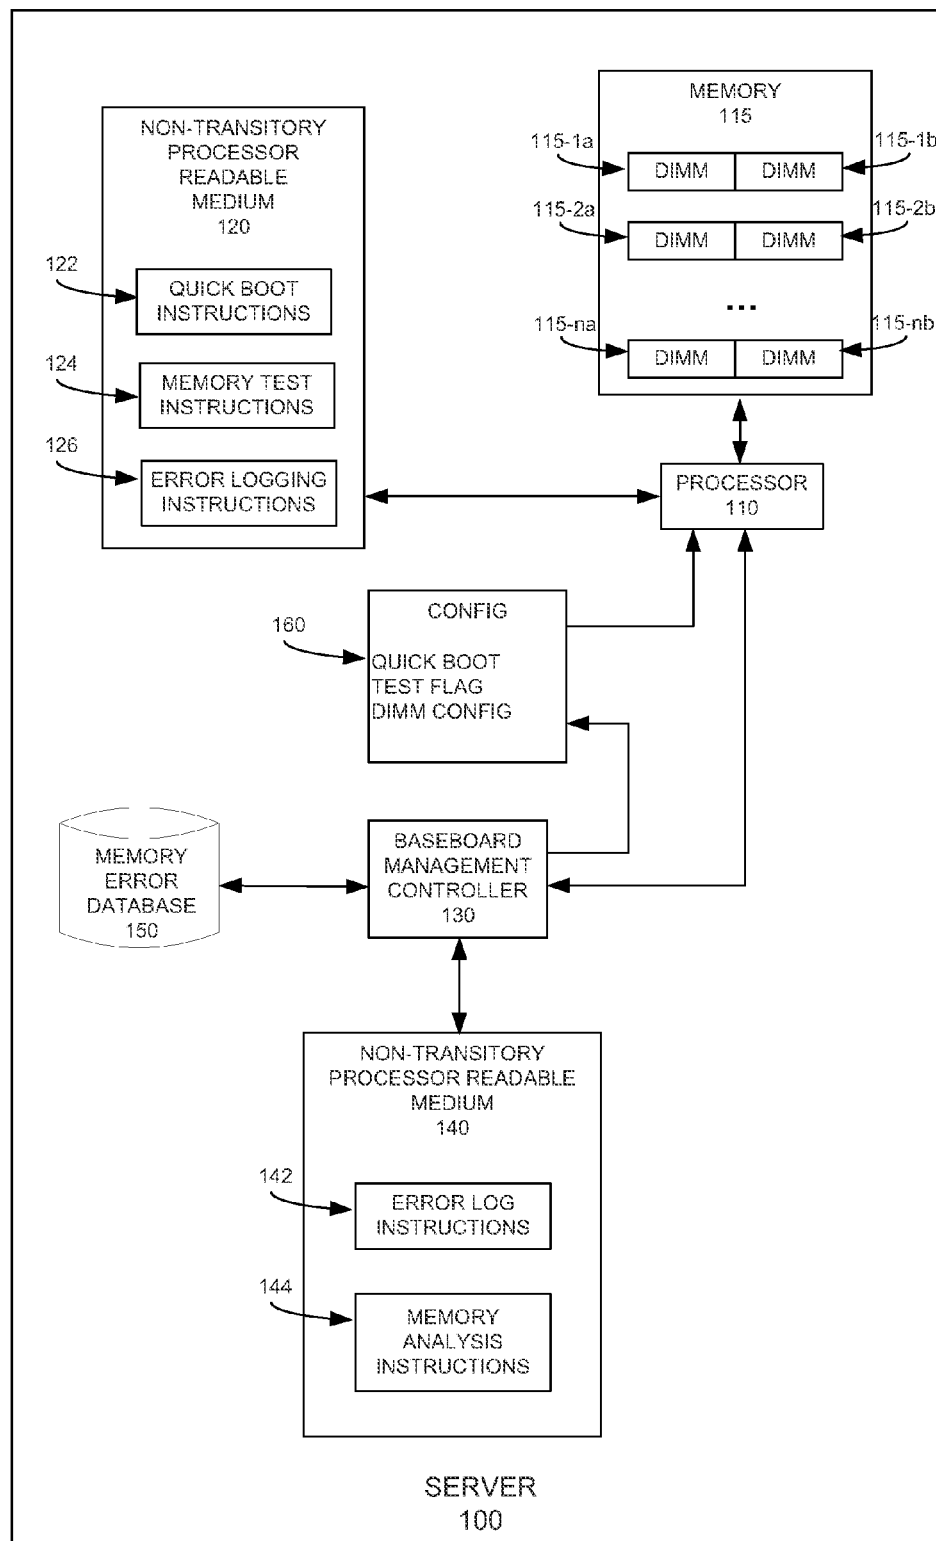 MEMORY
115
115-1a
115-1b
DIMM
DIMM
115-2a
115-2b
DIMM
DIMM
...
115-na
115-nb
DIMM
DIMM
NON-TRANSITORY
PROCESSOR
READABLE
MEDIUM
120
122
QUICK BOOT
INSTRUCTIONS
124
MEMORY TEST
INSTRUCTIONS
126
ERROR LOGGING
INSTRUCTIONS
PROCESSOR
110
160
CONFIG
QUICK BOOT
TEST FLAG
DIMM CONFIG
MEMORY
ERROR
DATABASE
150
BASEBOARD
MANAGEMENT
CONTROLLER
130
NON-TRANSITORY
PROCESSOR READABLE
MEDIUM
140
142
ERROR LOG
INSTRUCTIONS
144
MEMORY
ANALYSIS
INSTRUCTIONS
SERVER
100